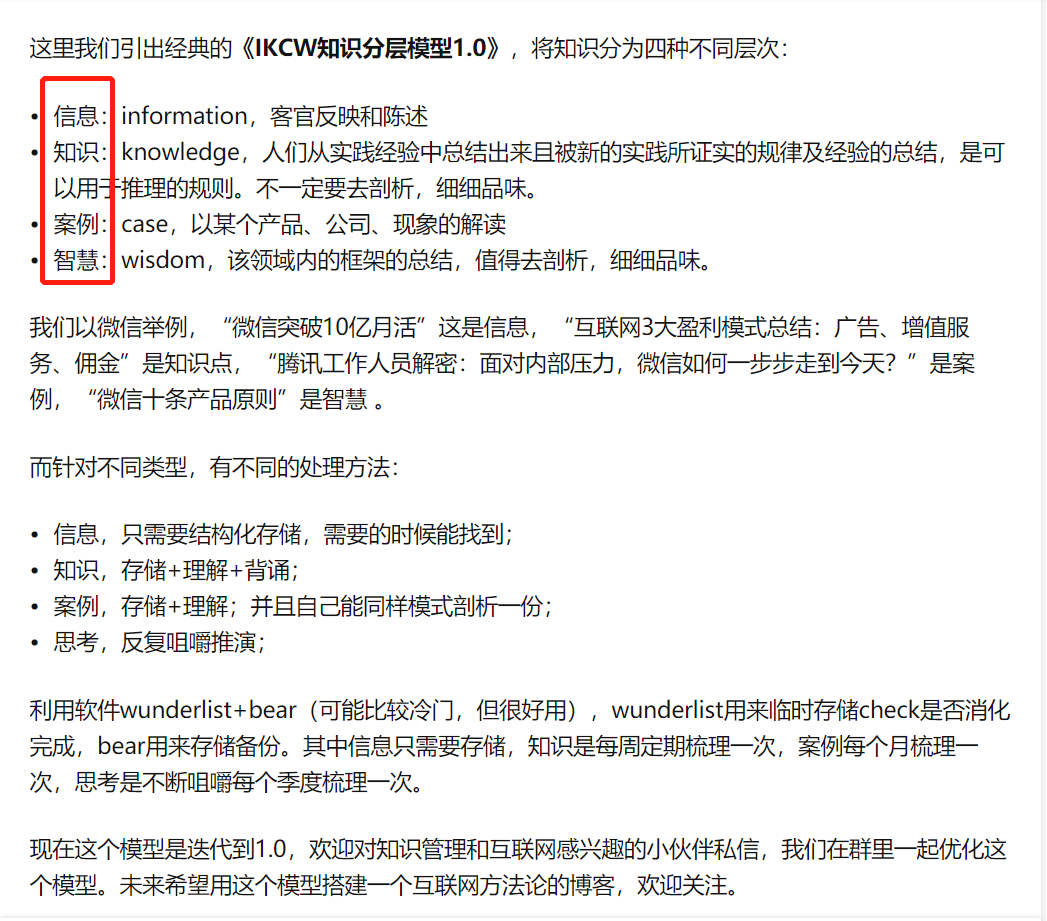 这里我们引出经典的《IKCW知识分层模型1.0》，将知识分为四种不同层次：
• 信息：information，客官反映和陈述
• 知识：knowledge，人们从实践经验中总结出来且被新的实践所证实的规律及经验的总结，是可
以用于推理的规则。不一定要去剖析，细细品味。
• 案例：case，以某个产品、公司、现象的解读
• 智慧：wisdom，该领域内的框架的总结，值得去剖析，细细品味。
我们以微信举例，“微信突破10亿月活”这是信息，“互联网3大盈利模式总结：广告、增值服
务、佣金”是知识点，“腾讯工作人员解密：面对内部压力，微信如何一步步走到今天？”是案
例，“微信十条产品原则”是智慧 。
而针对不同类型，有不同的处理方法：
• 信息，只需要结构化存储，需要的时候能找到；
• 知识，存储+理解+背诵；
• 案例，存储+理解；并且自己能同样模式剖析一份；
• 思考，反复咀嚼推演；
利用软件wunderlist+bear（可能比较冷门，但很好用），wunderlist用来临时存储check是否消化
完成，bear用来存储备份。其中信息只需要存储，知识是每周定期梳理一次，案例每个月梳理一
次，思考是不断咀嚼每个季度梳理一次。
现在这个模型是迭代到1.0，欢迎对知识管理和互联网感兴趣的小伙伴私信，我们在群里一起优化这
个模型。未来希望用这个模型搭建一个互联网方法论的博客，欢迎关注。